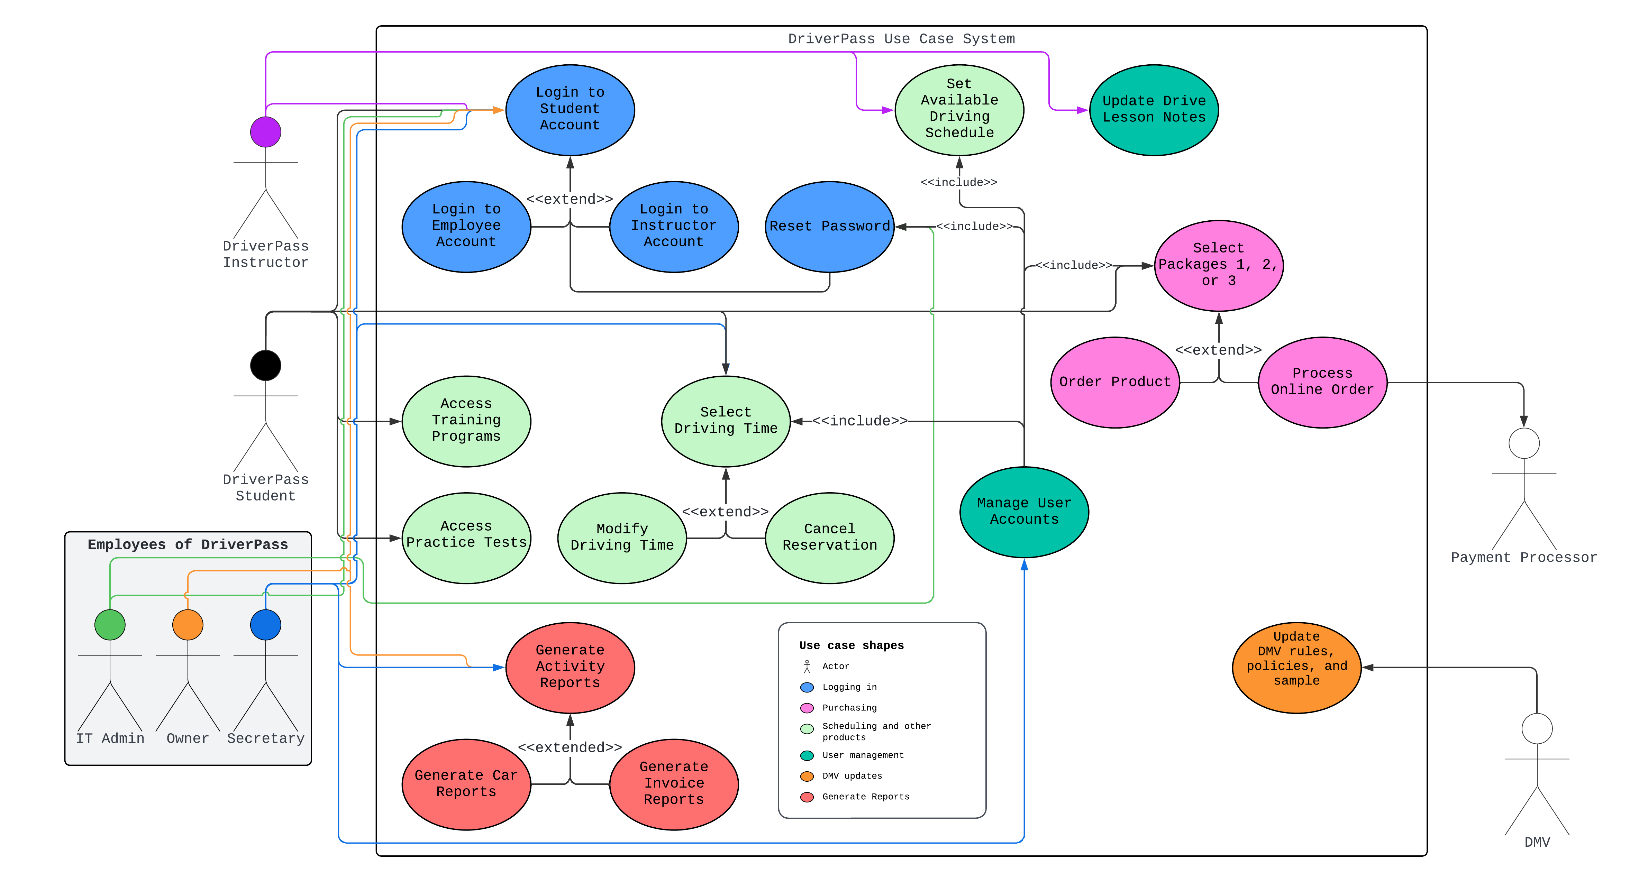 DriverPass Use Case System
Login to
Student
Account
Set
Available
Driving
Schedule
Update Drive
Lesson Notes
<<include>>
<<extend>>
Login to
Employee
Account
Login to
Instructor
Account
Reset Password
<<include>>
DriverPass
Instructor
Select
Packages 1, 2,
or 3
<<include>>
<<extend>>
Order Product
Process
Online Order
Access
Training
Programs
Select
Driving Time
<<include>>
DriverPass
Student
Manage User
Accounts
<<extend>>
Access
Practice Tests
Modify
Driving Time
Cancel
Reservation
Payment Processor
Employees of DriverPass
IT Admin
Owner
Secretary
Generate
Activity
Reports
<<extended>>
Generate Car
Reports
Generate
Invoice
Reports
Use case shapes
Actor
Logging in
Purchasing
Scheduling and other
products
User management
DMV updates
Generate Reports
Update
DMV rules,
policies, and
sample
DMV